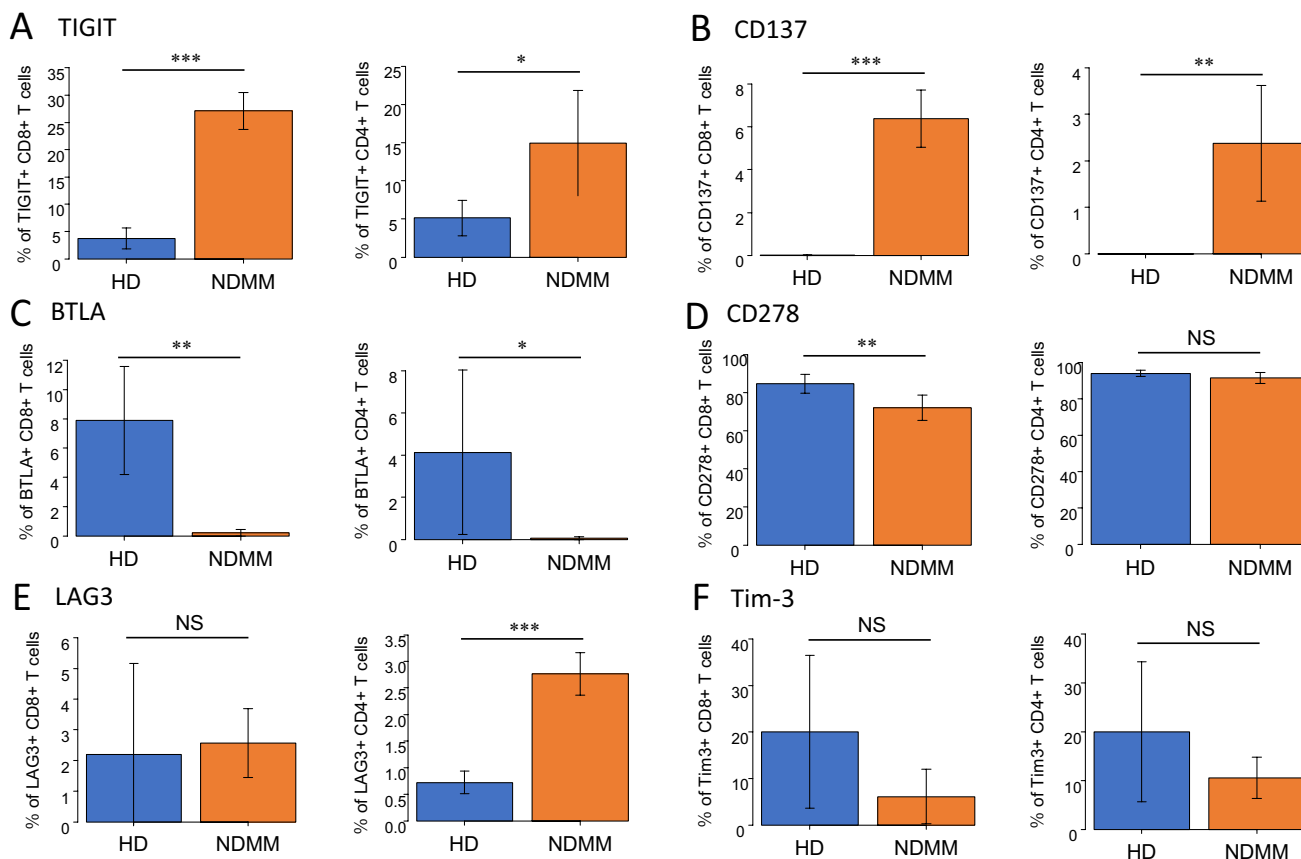 A TIGIT
% of TIGIT+ CD8+ T cells
35
30
25
20
15
10
5
0
***
HD NDMM
% of TIGIT+ CD4+ T cells
25
20
15
10
5
0
*
HD NDMM
B CD137
% of CD137+ CD8+ T cells
8
6
4
2
0
***
HD NDMM
% of CD137+ CD4+ T cells
4
3
2
1
0
**
HD NDMM
C BTLA
% of BTLA+ CD8+ T cells
12
10
8
6
4
2
0
**
HD NDMM
% of BTLA+ CD4+ T cells
8
6
4
2
0
*
HD NDMM
D CD278
% of CD278+ CD8+ T cells
100
80
60
40
20
0
**
HD NDMM
% of CD278+ CD4+ T cells
100
80
60
40
20
0
NS
HD NDMM
E LAG3
% of LAG3+ CD8+ T cells
6
5
4
3
2
1
0
NS
HD NDMM
% of LAG3+ CD4+ T cells
3.5
3.0
2.5
2.0
1.5
1.0
0.5
0.0
***
HD NDMM
F Tim-3
% of Tim3+ CD8+ T cells
40
30
20
10
0
NS
HD NDMM
% of Tim3+ CD4+ T cells
40
30
20
10
0
NS
HD NDMM